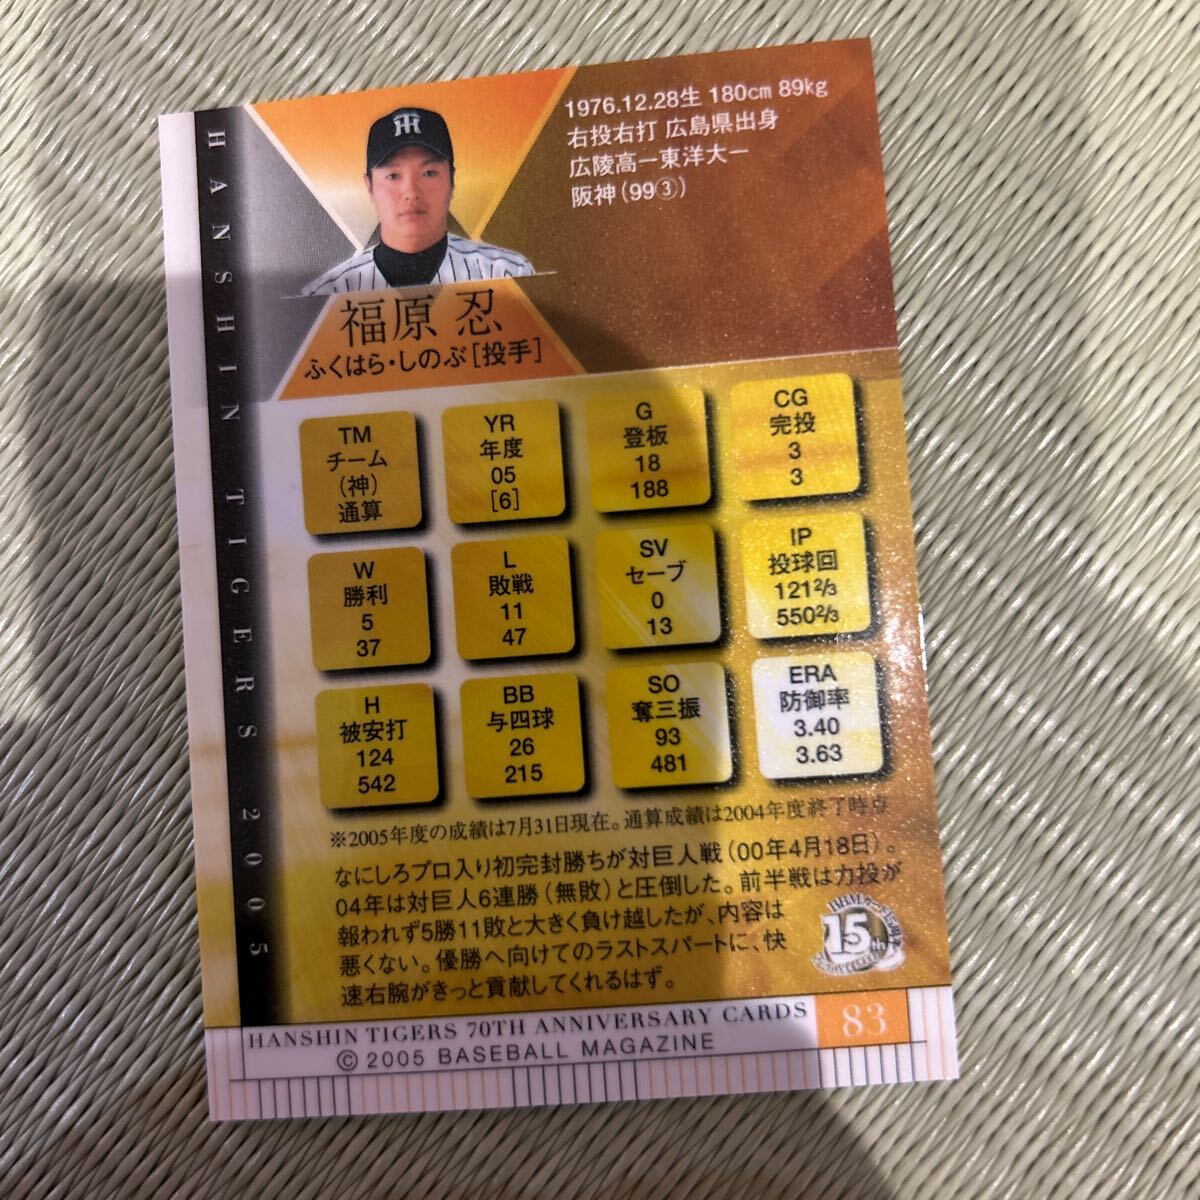 HANSHIN TIGERS 2005
1976.12.28生 180cm 89kg
右投右打 広島県出身
広陵高ー東洋大ー
阪神(99③)
福原 忍
ふくはら・しのぶ[投手]
TM
チーム
(神)
通算
YR
年度
05
[6]
G
登板
18
188
CG
完投
3
3
W
勝利
5
37
L
敗戦
11
47
SV
セーブ
0
13
IP
投球回
121⅔
550⅔
H
被安打
124
542
BB
与四球
26
215
SO
奪三振
93
481
ERA
防御率
3.40
3.63
※2005年度の成績は7月31日現在。通算成績は2004年度終了時点
なにしろプロ入り初完封勝ちが対巨人戦(00年4月18日)。
04年は対巨人6連勝(無敗)と圧倒した。前半戦は力投が
報われず5勝11敗と大きく負け越したが、内容は
悪くない。優勝へ向けてのラストスパートに、快
速右腕がきっと貢献してくれるはず。
BBMカード15周年
15th
HANSHIN TIGERS 70TH ANNIVERSARY CARDS
83
© 2005 BASEBALL MAGAZINE